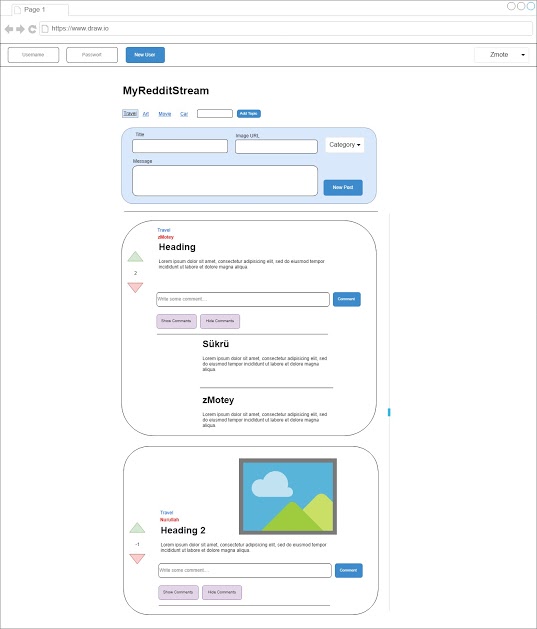 Page 1
https://www.draw.io
Username
Passwort
New User
Zmote
MyRedditStream
Travel Art Movie Car
Add Topic
Title
Image URL
Category
Message
New Post
Travel
zMotey
Heading
Lorem ipsum dolor sit amet, consectetur adipisicing elit, sed do eiusmod tempor
incididunt ut labore et dolore magna aliqua.
2
Write some comment....
Comment
Show Comments
Hide Comments
Sükrü
Lorem ipsum dolor sit amet, consectetur adipisicing elit, sed
do eiusmod tempor incididunt ut labore et dolore magna
aliqua.
zMotey
Lorem ipsum dolor sit amet, consectetur adipisicing elit, sed
do eiusmod tempor incididunt ut labore et dolore magna
aliqua.
Travel
Nurullah
Heading 2
Lorem ipsum dolor sit amet, consectetur adipisicing elit, sed do eiusmod tempor
incididunt ut labore et dolore magna aliqua.
-1
Write some comment....
Comment
Show Comments
Hide Comments